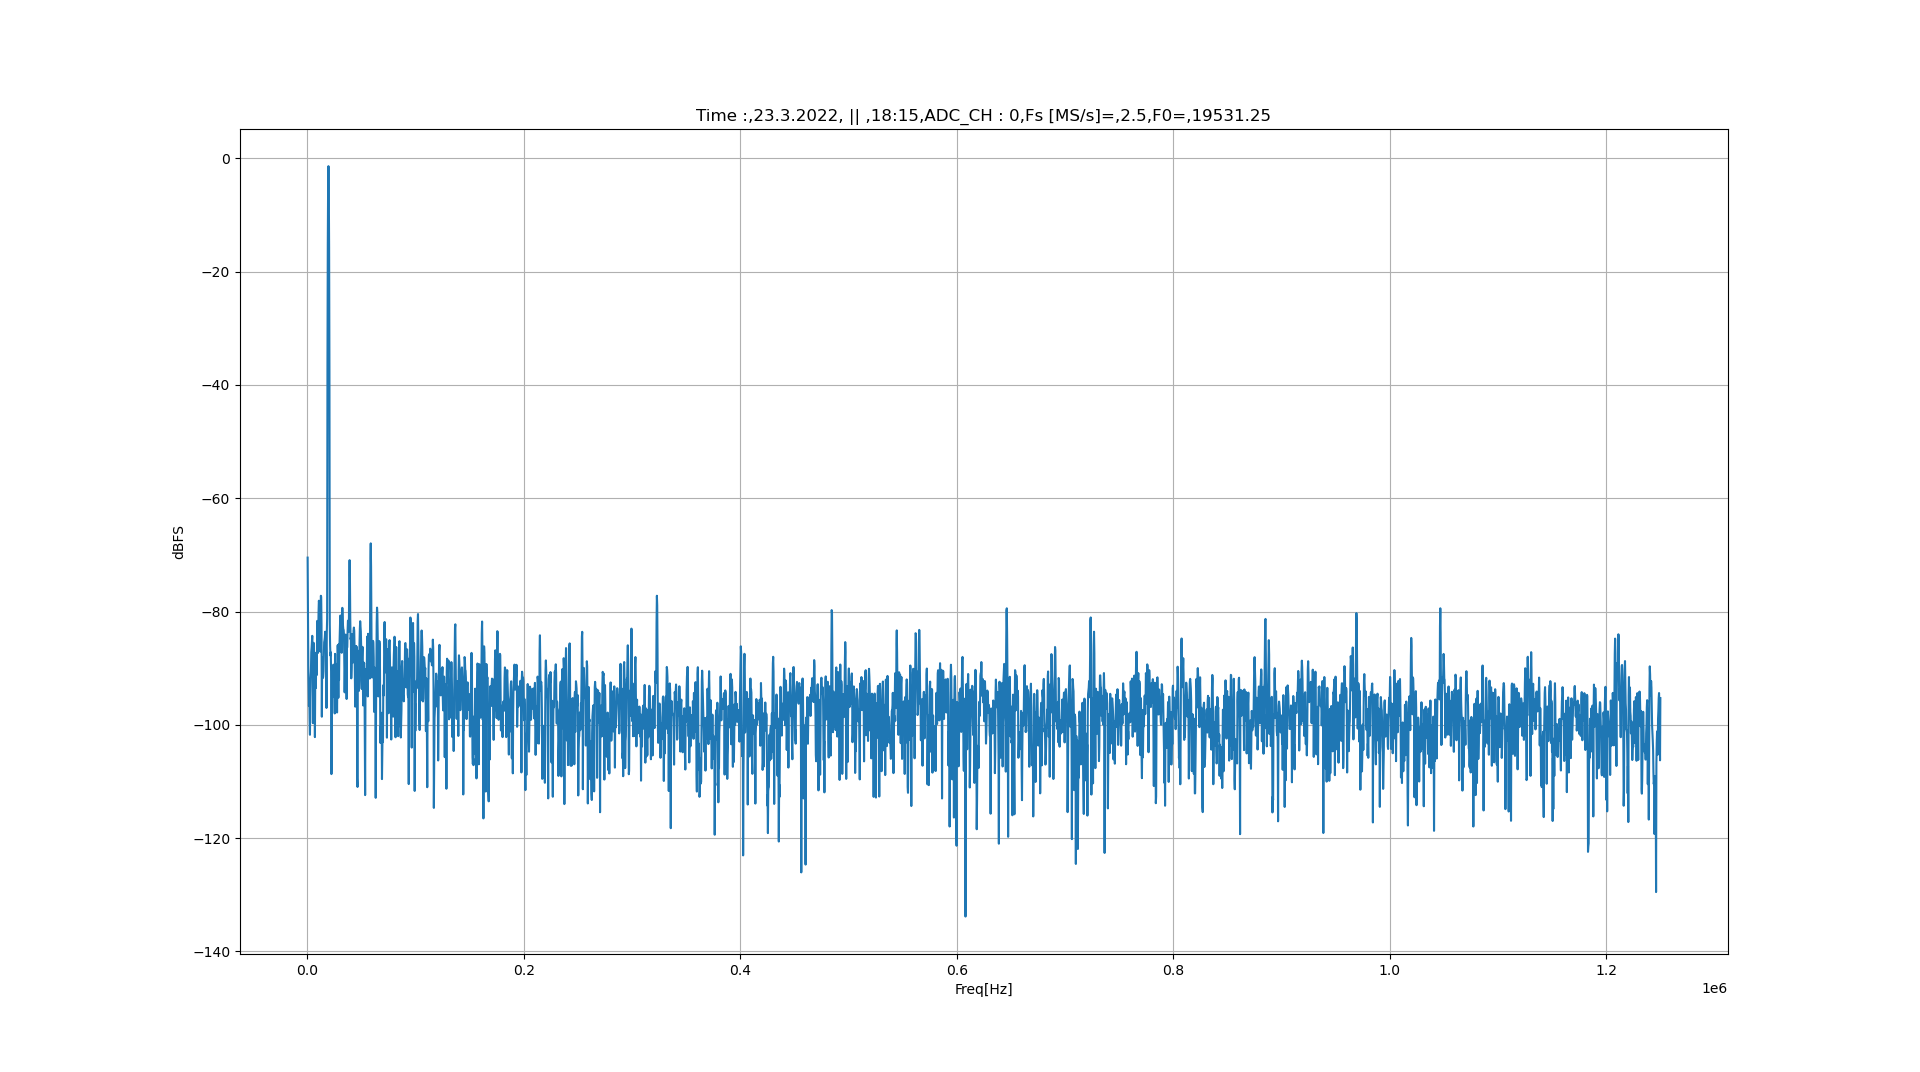 Time :,23.3.2022, || ,18:15,ADC_CH : 0,Fs [MS/s]=,2.5,F0=,19531.25
0
−20
−40
−60
dBFS
−80
−100
−120
−140
0.0 0.2 0.4 0.6 0.8 1.0 1.2
Freq[Hz] 1e6